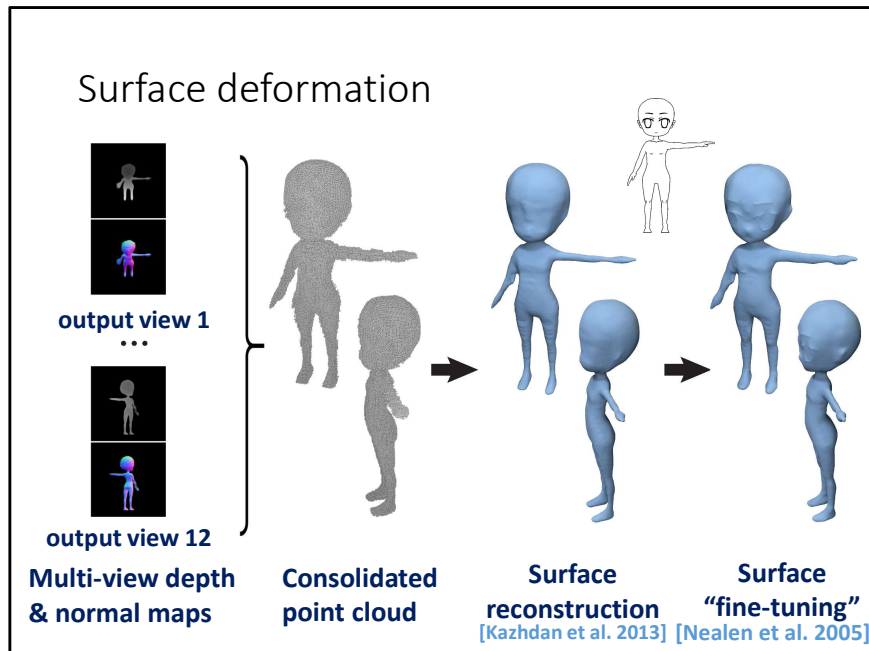 Surface deformation
output view 1
...
output view 12
Multi-view depth
& normal maps
Consolidated
point cloud
Surface
reconstruction
[Kazhdan et al. 2013]
Surface
“fine-tuning”
[Nealen et al. 2005]